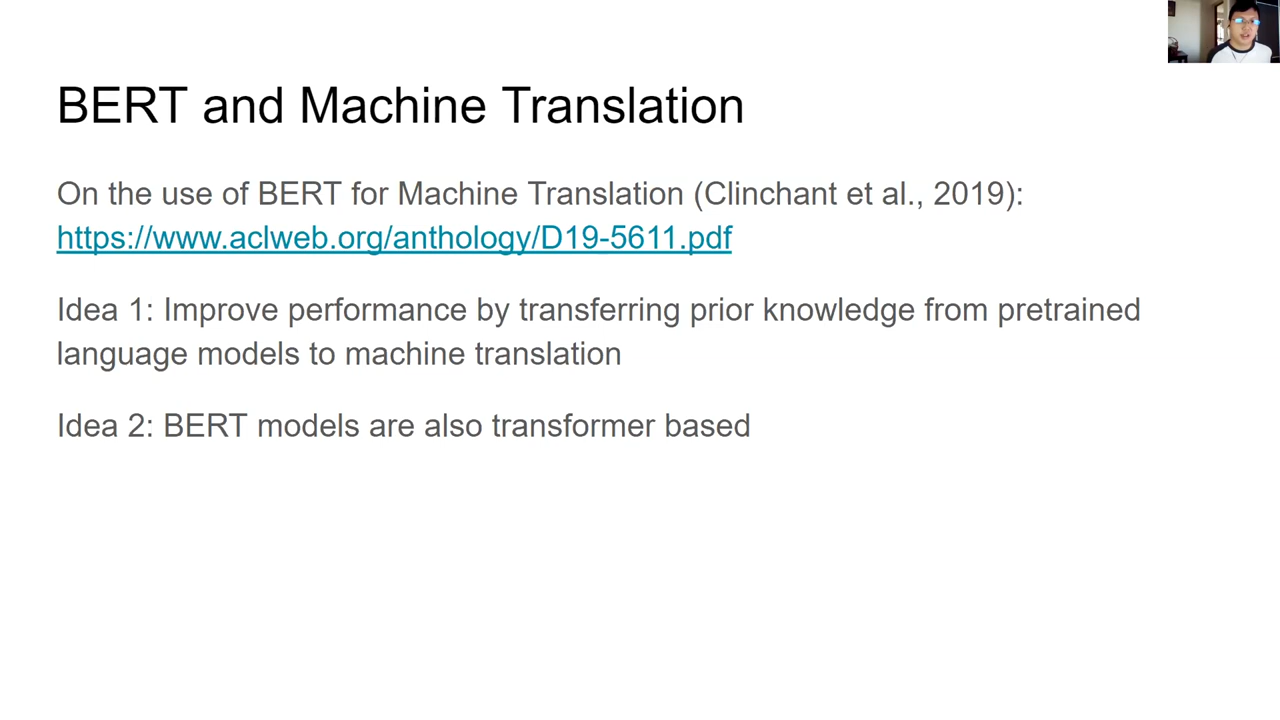 BERT and Machine Translation
On the use of BERT for Machine Translation (Clinchant et al., 2019):
https://www.aclweb.org/anthology/D19-5611.pdf
Idea 1: Improve performance by transferring prior knowledge from pretrained
language models to machine translation
Idea 2: BERT models are also transformer based